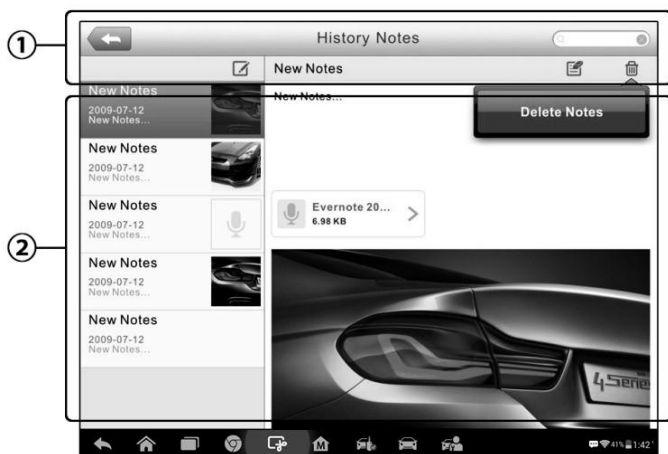 1
History Notes
New Notes
2
New Notes
2009-07-12
New Notes...
New Notes
2009-07-12
New Notes...
New Notes
2009-07-12
New Notes...
New Notes
2009-07-12
New Notes...
New Notes
2009-07-12
New Notes...
New Notes...
Delete Notes
Evernote 20...
6.98 KB
4 Series
M
41% 1:42